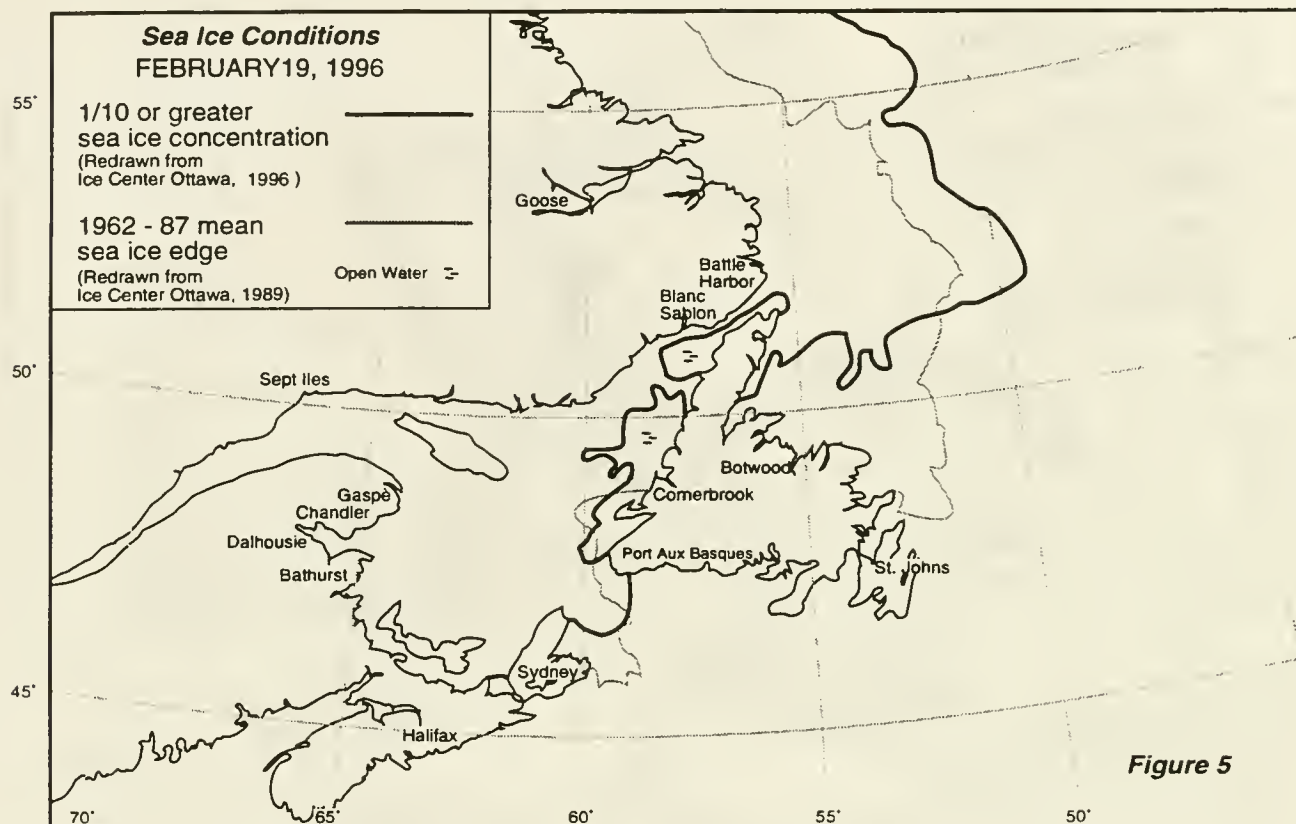 Sea Ice Conditions
FEBRUARY19, 1996
1/10 or greater
sea ice concentration
(Redrawn from
Ice Center Ottawa, 1996 )
1962 - 87 mean
sea ice edge
(Redrawn from
Ice Center Ottawa, 1989)
Open Water
55°
50°
45°
Goose
Battle
Harbor
Blanc
Sablon
Sept Iles
Gaspè
Chandler
Dalhousie
Bathurst
Botwood
Cornerbrook
Port Aux Basques
St. Johns
Sydney
Halifax
Figure 5
70°
65°
60°
55°
50°